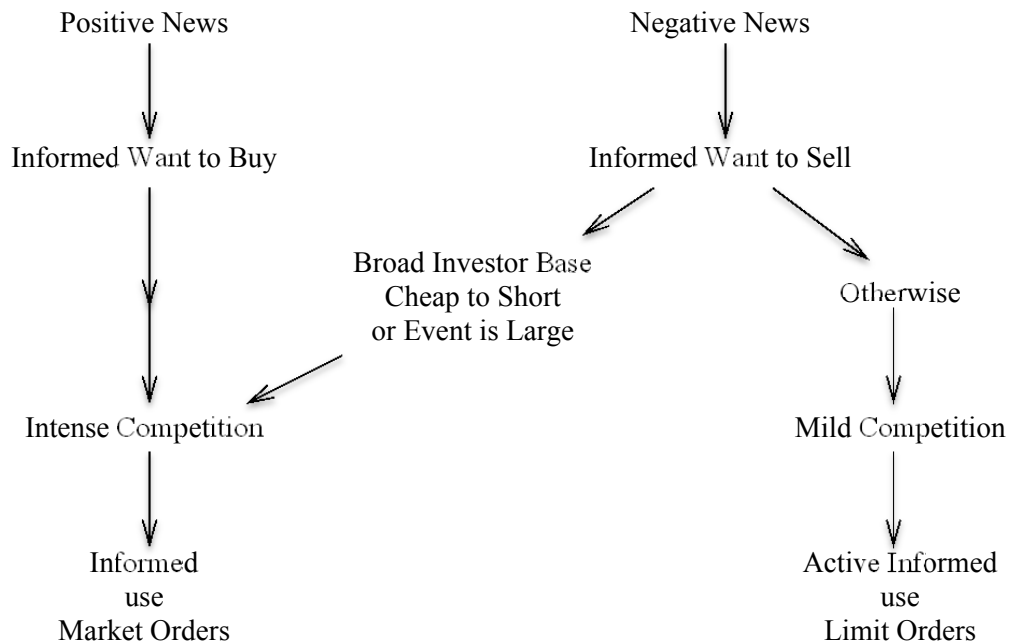 Positive News
Negative News
Informed Want to Buy
Informed Want to Sell
Broad Investor Base
Cheap to Short
or Event is Large
Otherwise
Intense Competition
Mild Competition
Informed
use
Market Orders
Active Informed
use
Limit Orders